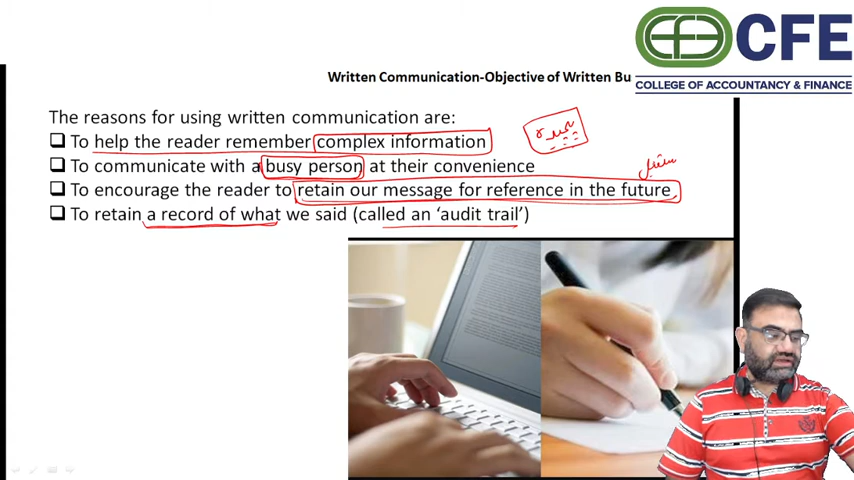 CFE
COLLEGE OF ACCOUNTANCY & FINANCE
Written Communication-Objective of Written Bu
The reasons for using written communication are:
To help the reader remember complex information
پیچیدہ
To communicate with a busy person at their convenience
مستقبل
To encourage the reader to retain our message for reference in the future
To retain a record of what we said (called an ‘audit trail’)